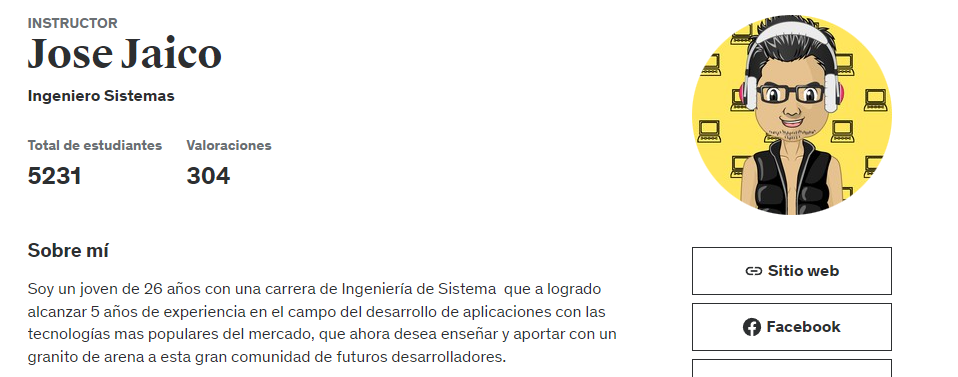 INSTRUCTOR
Jose Jaico
Ingeniero Sistemas
Total de estudiantes Valoraciones
5231 304
Sobre mí
Soy un joven de 26 años con una carrera de Ingeniería de Sistema que a logrado
alcanzar 5 años de experiencia en el campo del desarrollo de aplicaciones con las
tecnologías mas populares del mercado, que ahora desea enseñar y aportar con un
granito de arena a esta gran comunidad de futuros desarrolladores.
Sitio web
Facebook